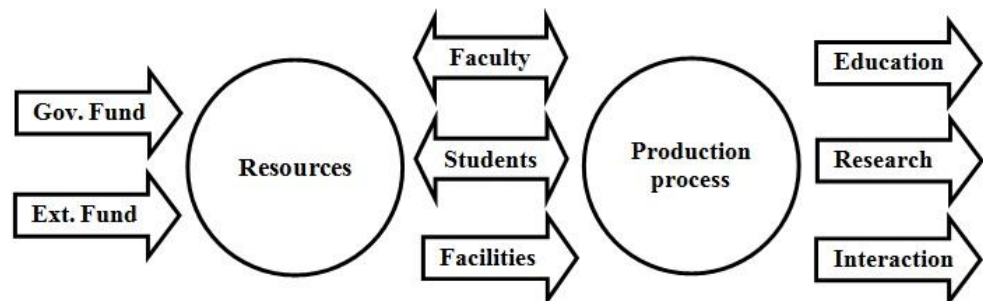 Gov. Fund
Ext. Fund
Resources
Faculty
Students
Facilities
Production
process
Education
Research
Interaction